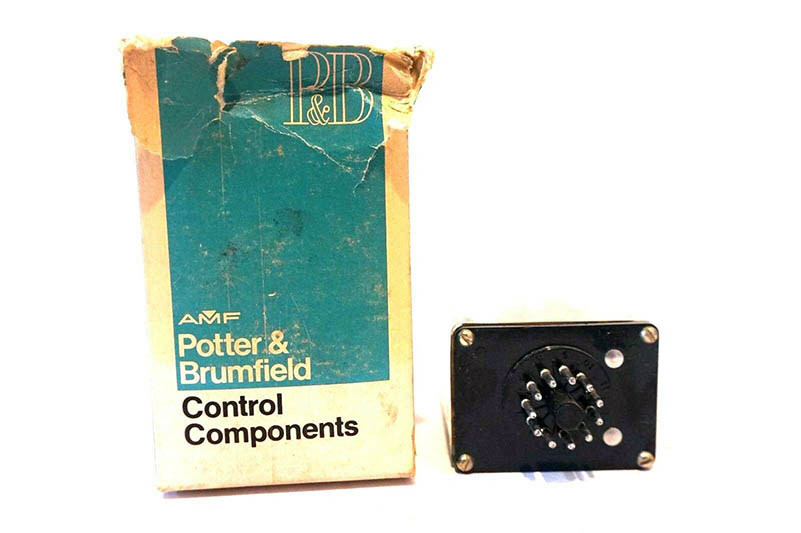 P&B
AMF
Potter &
Brumfield
Control
Components